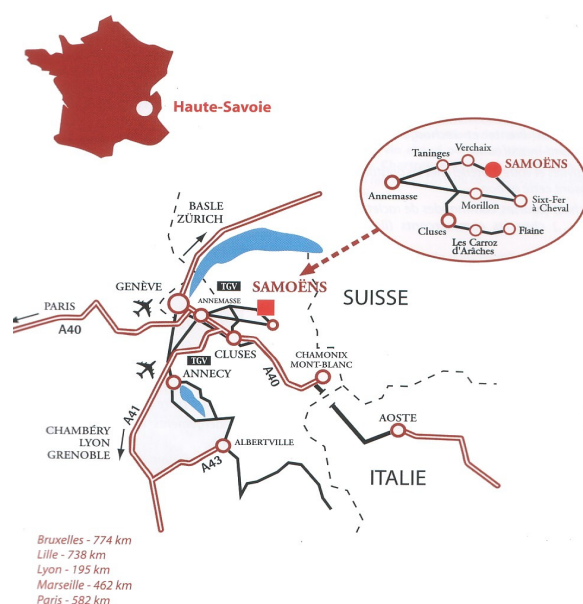 Haute-Savoie
Verchaix
Taninges
SAMOËNS
Annemasse
Morillon
Sixt-Fer
à Cheval
Cluses
Les Carroz
d'Arâches
Flaine
BASLE
ZÜRICH
GENÈVE
TGV
SAMOËNS
ANNEMASSE
SUISSE
PARIS
A40
CLUSES
A40
CHAMONIX
MONT-BLANC
TGV
ANNECY
A41
AOSTE
CHAMBÉRY
LYON
GRENOBLE
ALBERTVILLE
A43
ITALIE
Bruxelles - 774 km
Lille - 738 km
Lyon - 195 km
Marseille - 462 km
Paris - 582 km